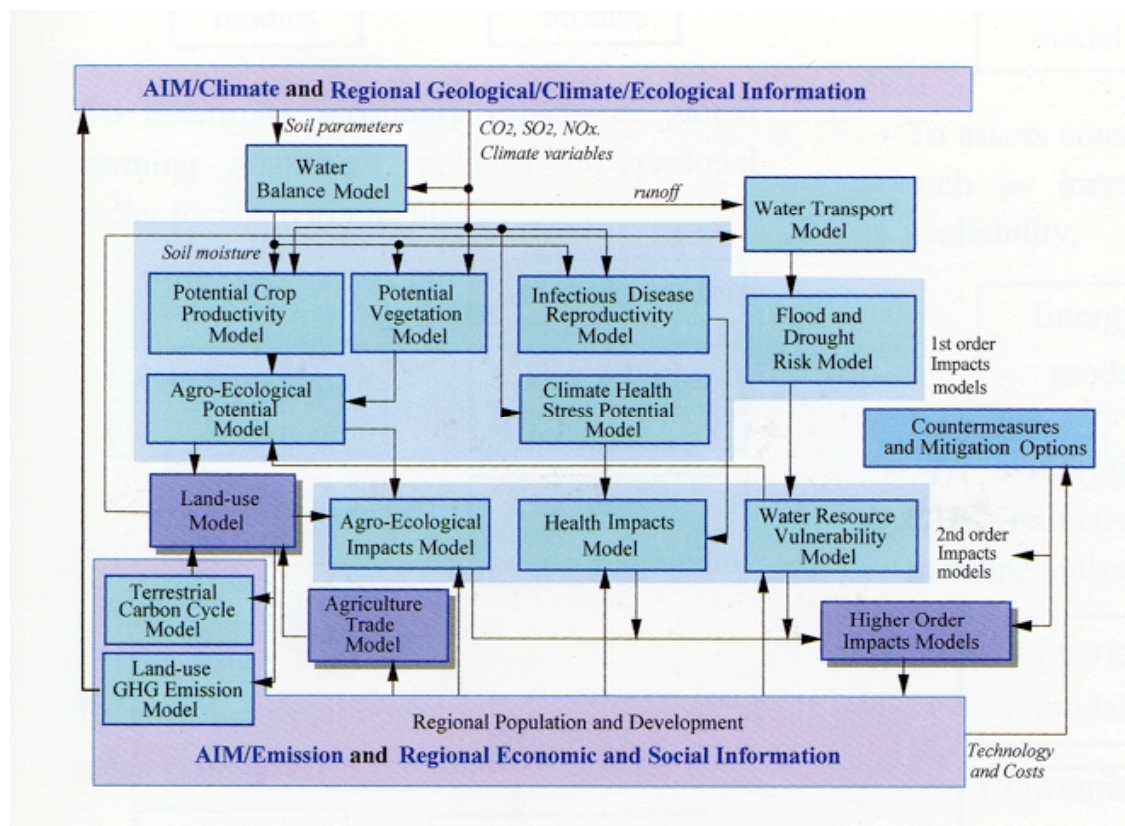 AIM/Climate and Regional Geological/Climate/Ecological Information
Soil parameters
CO2, SO2, NOx.
Climate variables
Water
Balance Model
runoff
Water Transport
Model
Soil moisture
Potential Crop
Productivity
Model
Potential
Vegetation
Model
Infectious Disease
Reproductivity
Model
Flood and
Drought
Risk Model
1st order
Impacts
models
Agro-Ecological
Potential
Model
Climate Health
Stress Potential
Model
Countermeasures
and Mitigation Options
Land-use
Model
Agro-Ecological
Impacts Model
Health Impacts
Model
Water Resource
Vulnerability
Model
2nd order
Impacts
models
Terrestrial
Carbon Cycle
Model
Agriculture
Trade
Model
Higher Order
Impacts Models
Land-use
GHG Emission
Model
Regional Population and Development
AIM/Emission and Regional Economic and Social Information
Technology
and Costs